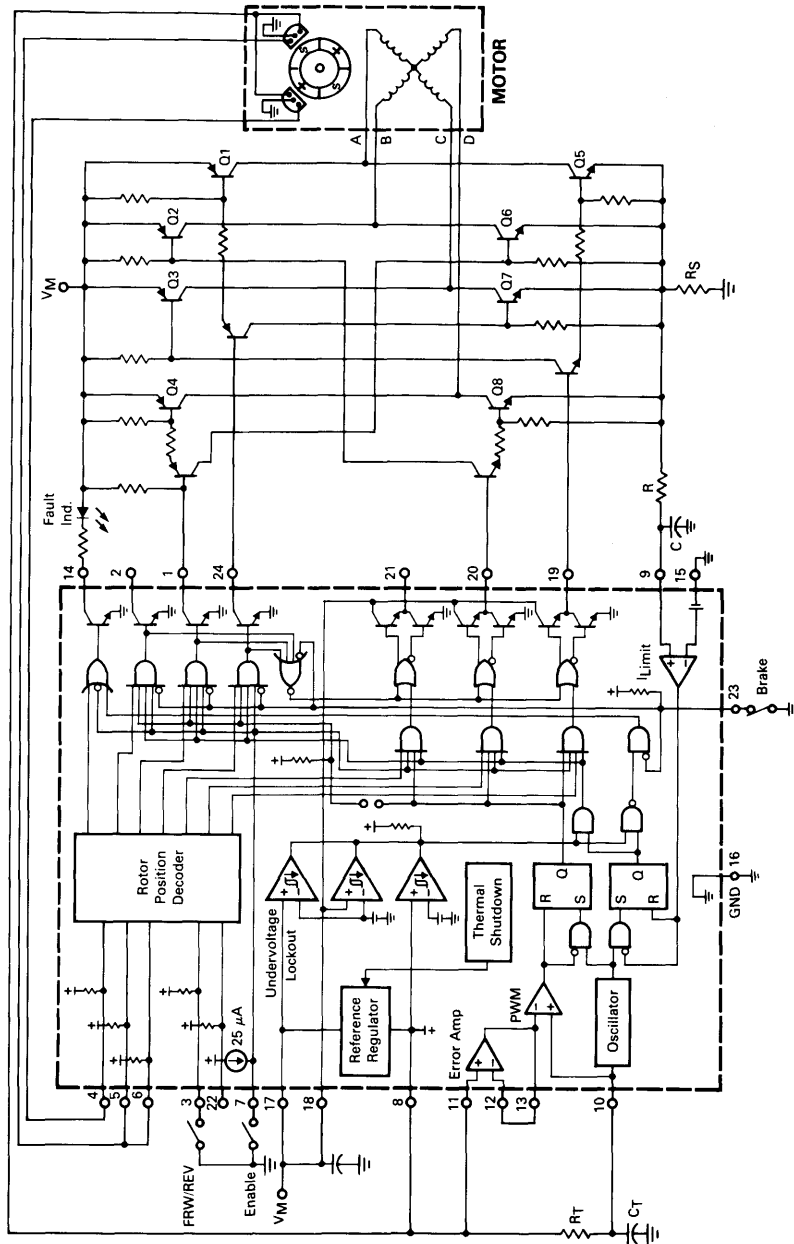 MOTOR
N
S
N
S
A
B
C
D
VM
Q1
Q2
Q3
Q4
Q5
Q6
Q7
Q8
RS
R
C
Fault
Ind.
14
2
1
24
21
20
19
9
15
23
Brake
ILimit
Rotor
Position
Decoder
Undervoltage
Lockout
Reference
Regulator
Thermal
Shutdown
Error Amp
PWM
Oscillator
R
Q
S
S
Q
R
GND
16
25 μA
4
5
6
3
22
7
17
18
8
11
12
13
10
FRW/REV
Enable
VM
RT
CT